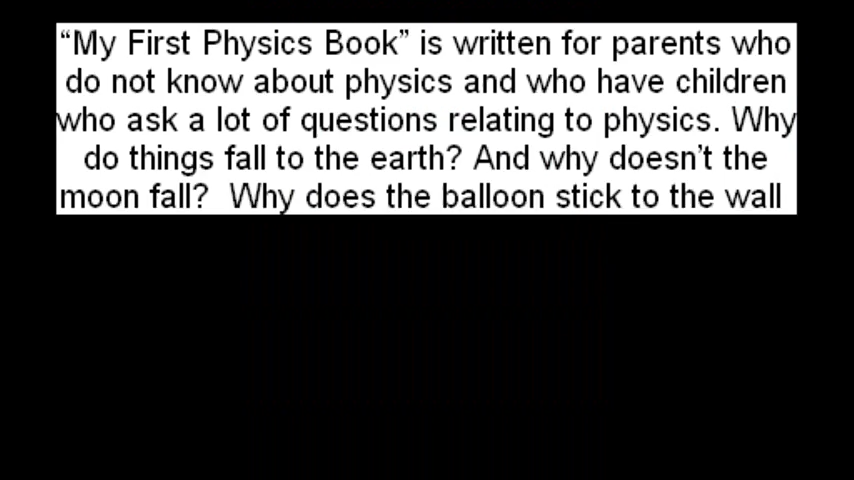 “My First Physics Book” is written for parents who
do not know about physics and who have children
who ask a lot of questions relating to physics. Why
do things fall to the earth? And why doesn’t the
moon fall?  Why does the balloon stick to the wall